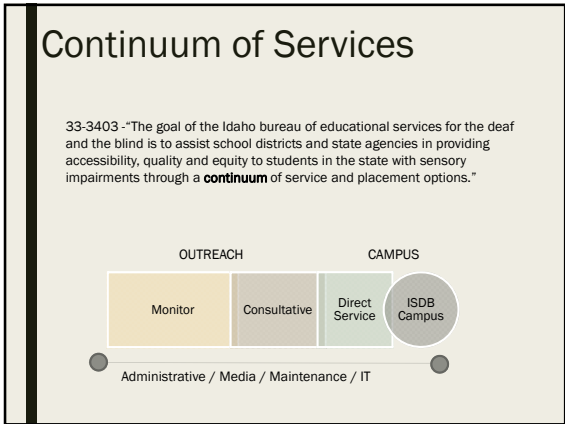 Continuum of Services
33-3403 -“The goal of the Idaho bureau of educational services for the deaf
and the blind is to assist school districts and state agencies in providing
accessibility, quality and equity to students in the state with sensory
impairments through a continuum of service and placement options.”
OUTREACH CAMPUS
Monitor
Consultative
Direct
Service
ISDB
Campus
Administrative / Media / Maintenance / IT